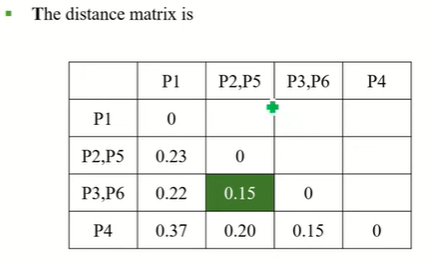 The distance matrix is
P1 P2,P5 P3,P6 P4
P1 0
P2,P5 0.23 0
P3,P6 0.22 0.15 0
P4 0.37 0.20 0.15 0